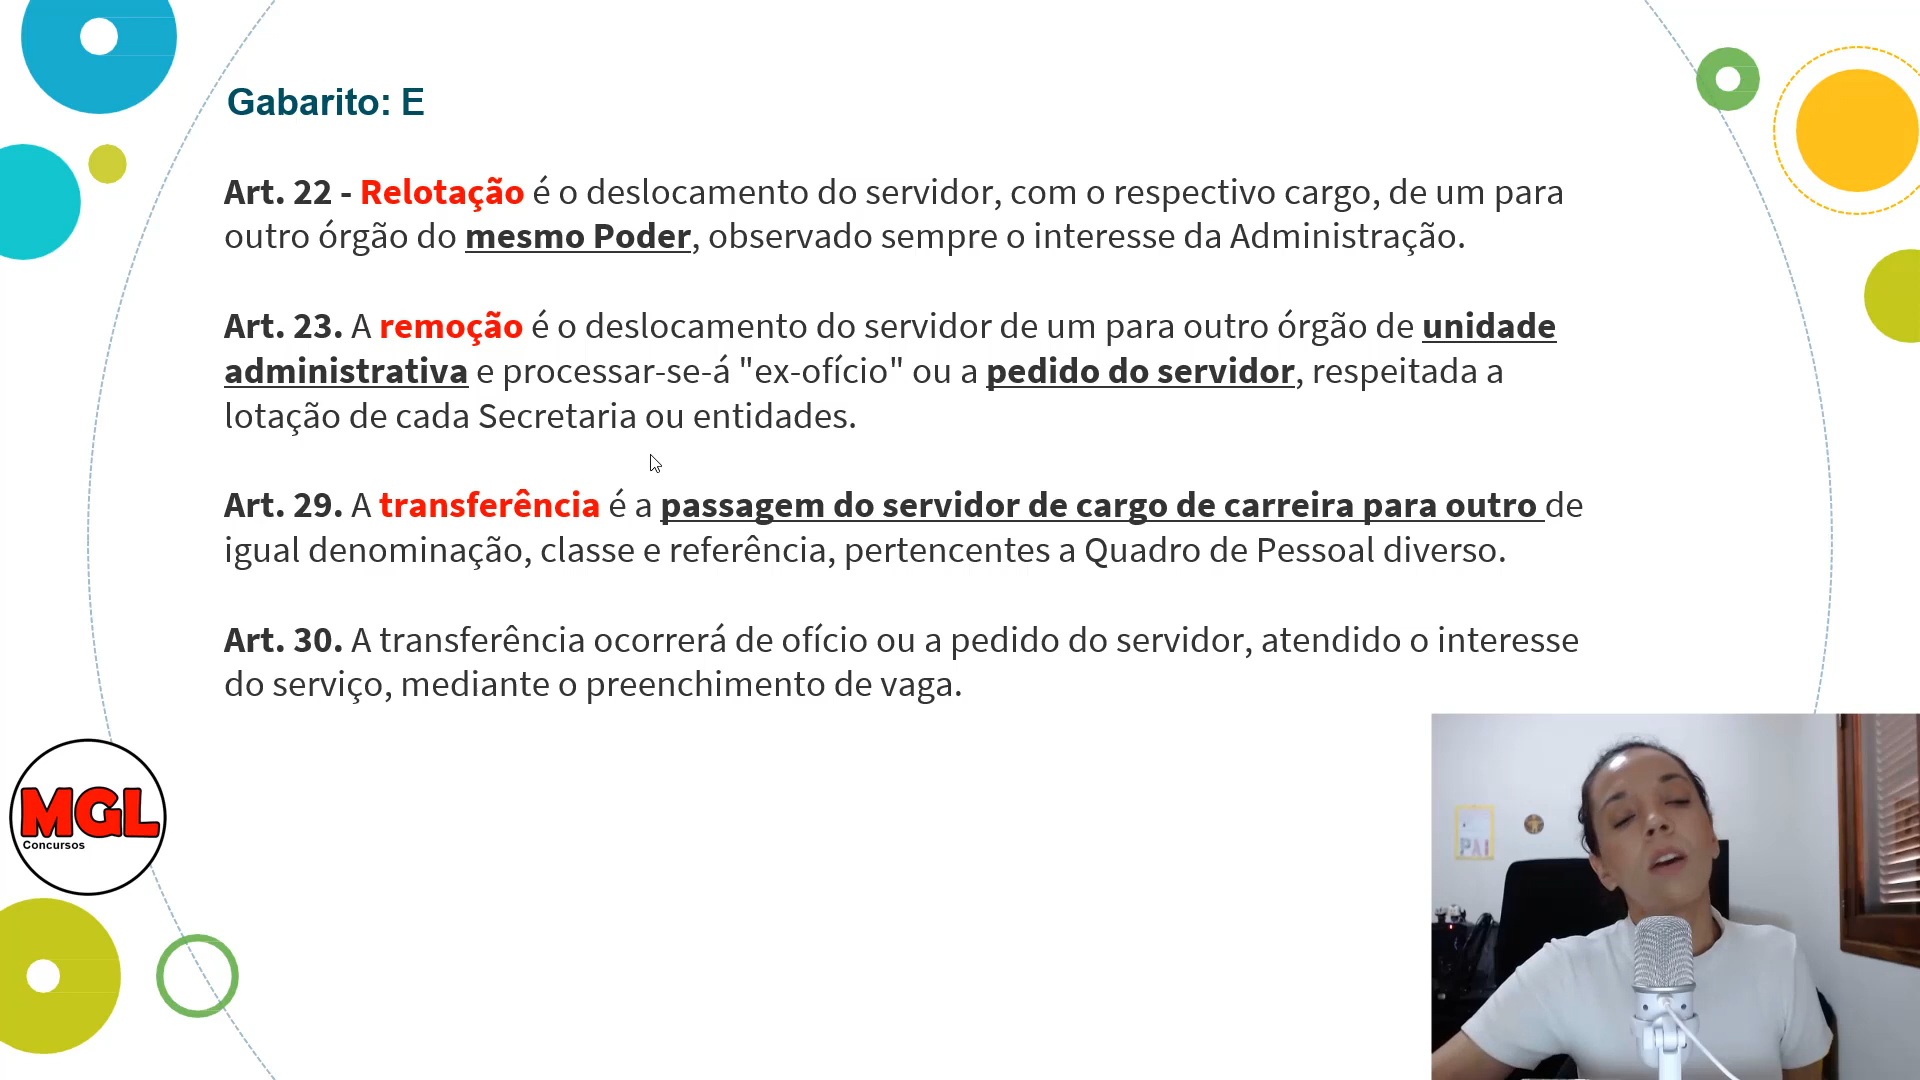 Gabarito: E
Art. 22 - Relotação é o deslocamento do servidor, com o respectivo cargo, de um para
outro órgão do mesmo Poder, observado sempre o interesse da Administração.
Art. 23. A remoção é o deslocamento do servidor de um para outro órgão de unidade
administrativa e processar-se-á "ex-ofício" ou a pedido do servidor, respeitada a
lotação de cada Secretaria ou entidades.
Art. 29. A transferência é a passagem do servidor de cargo de carreira para outro de
igual denominação, classe e referência, pertencentes a Quadro de Pessoal diverso.
Art. 30. A transferência ocorrerá de ofício ou a pedido do servidor, atendido o interesse
do serviço, mediante o preenchimento de vaga.
MGL
Concursos
PAI